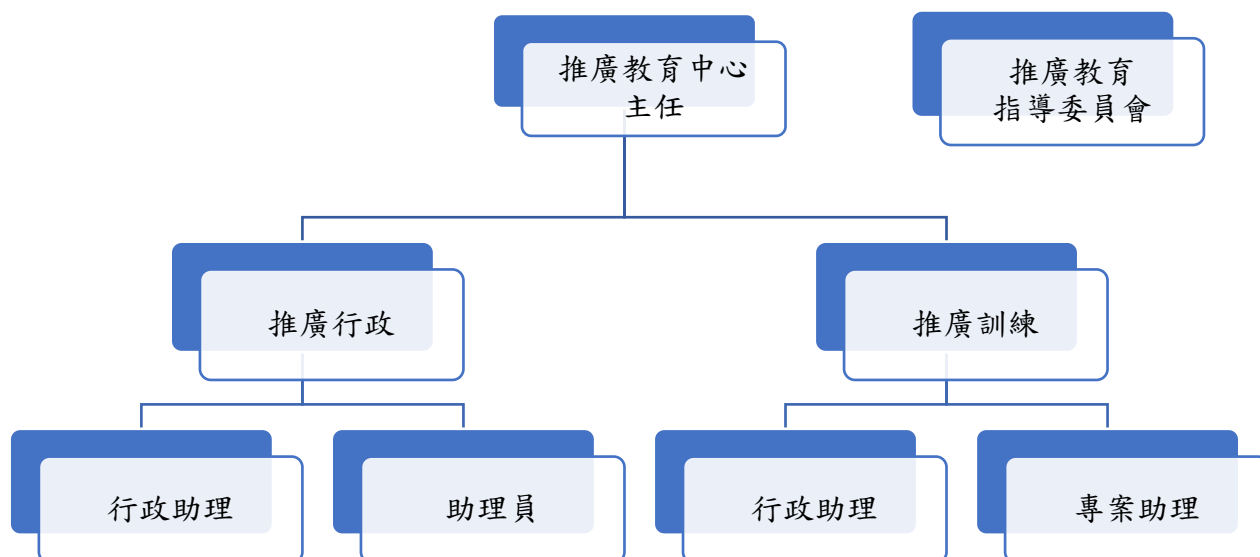 推廣教育中心
主任
推廣教育
指導委員會
推廣行政
推廣訓練
行政助理
助理員
行政助理
專案助理